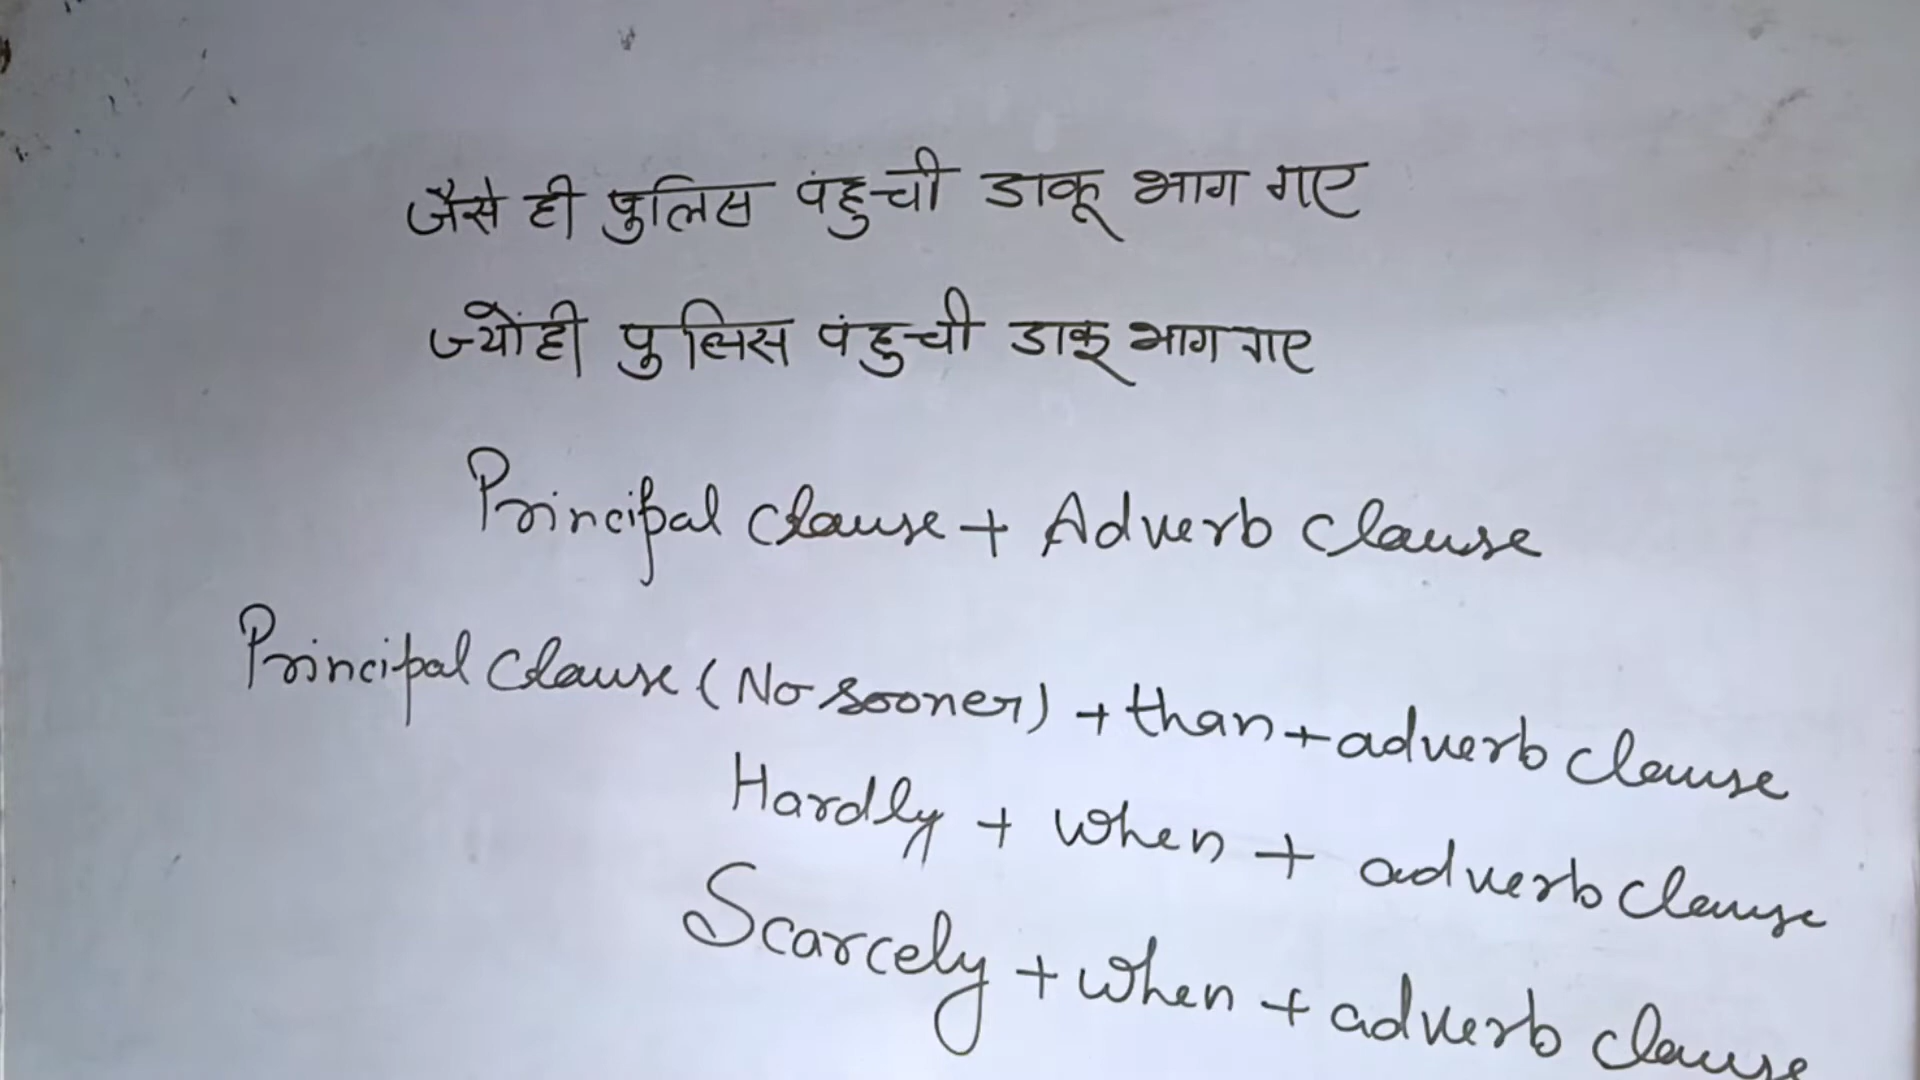 जैसे ही पुलिस पंहुची डाकू भाग गए
ज्योंही पुलिस पंहुची डाकू भाग गए
Principal Clause + Adverb Clause
Principal Clause (No sooner) + than + adverb clause
Hardly + when + adverb clause
Scarcely + when + adverb clause